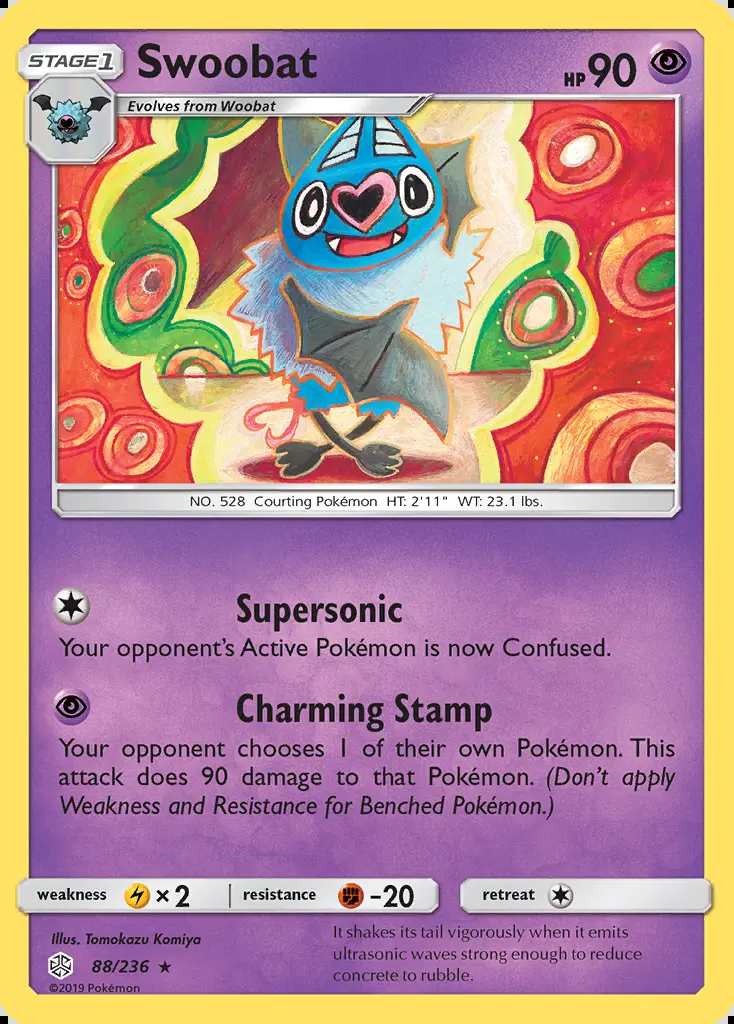 STAGE1
Swoobat
HP90
Evolves from Woobat
NO. 528 Courting Pokémon HT: 2'11" WT: 23.1 lbs.
Supersonic
Your opponent's Active Pokémon is now Confused.
Charming Stamp
Your opponent chooses 1 of their own Pokémon. This
attack does 90 damage to that Pokémon. (Don't apply
Weakness and Resistance for Benched Pokémon.)
weakness ×2 resistance -20 retreat
Illus. Tomokazu Komiya
88/236 ★
©2019 Pokémon
It shakes its tail vigorously when it emits
ultrasonic waves strong enough to reduce
concrete to rubble.